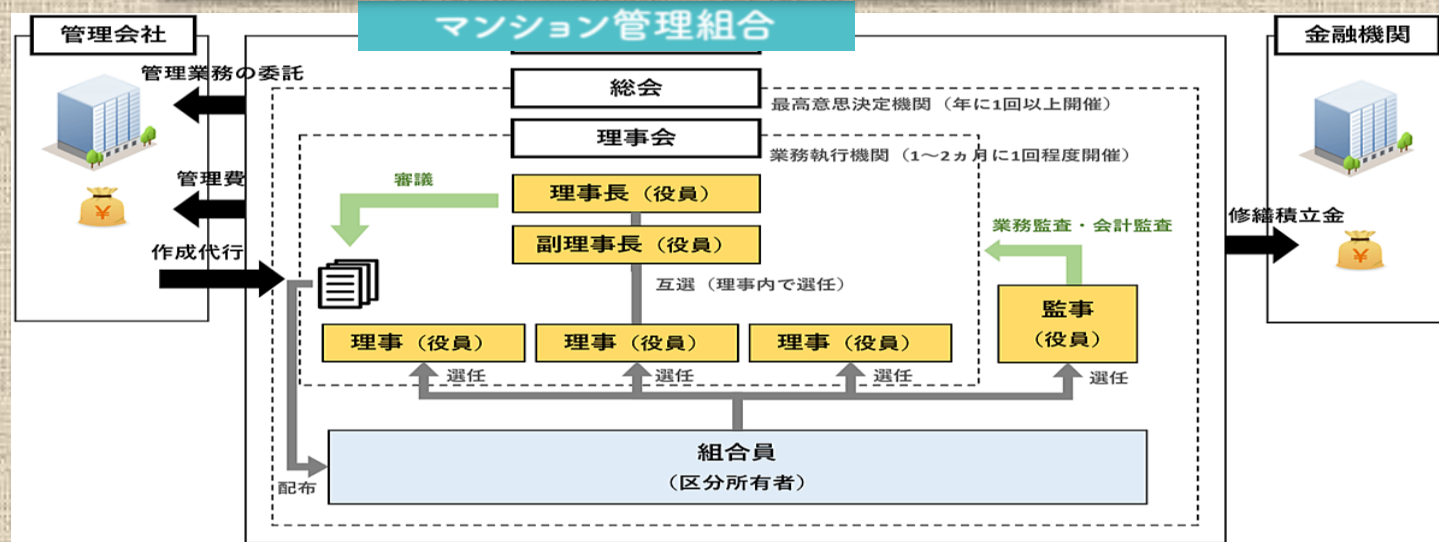 マンション管理組合
管理会社
金融機関
管理業務の委託
総会
最高意思決定機関（年に1回以上開催）
理事会
業務執行機関（1～2ヵ月に1回程度開催）
管理費
審議
理事長（役員）
業務監査・会計監査
修繕積立金
作成代行
副理事長（役員）
互選（理事内で選任）
監事
（役員）
理事（役員）
理事（役員）
理事（役員）
選任
選任
選任
選任
組合員
（区分所有者）
配布
¥
¥